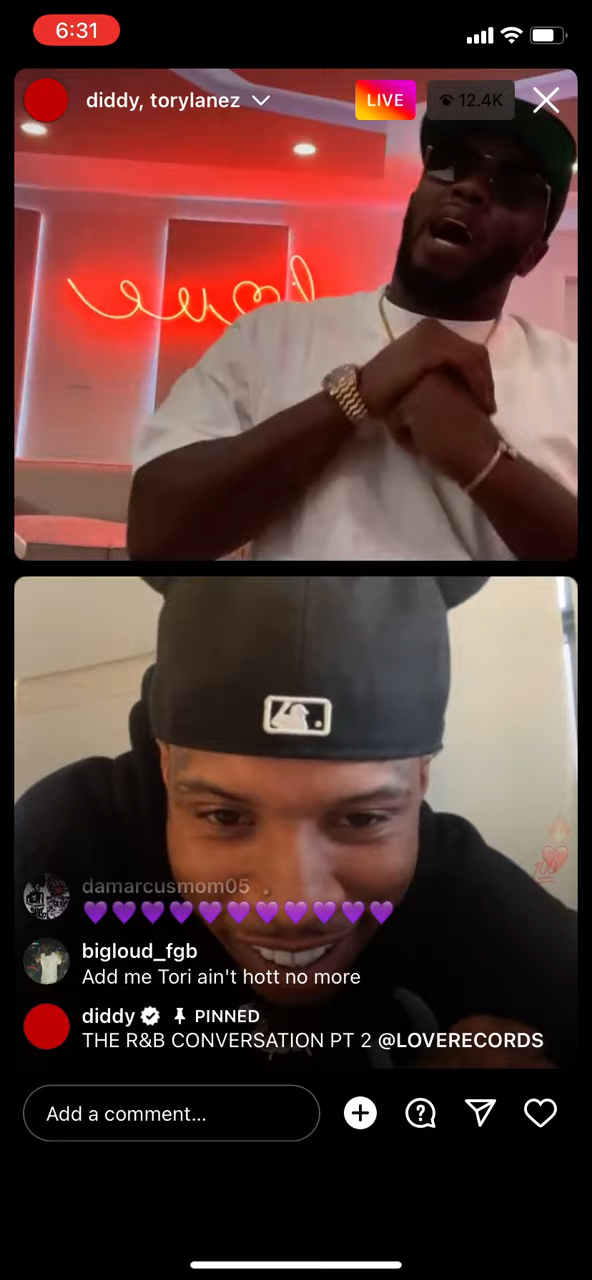 6:31
diddy, torylanez
LIVE
12.4K
love
damarcusmom05
💜💜💜💜💜💜💜💜💜💜💜
bigloud_fgb
Add me Tori ain't hott no more
diddy PINNED
THE R&B CONVERSATION PT 2 @LOVERECORDS
Add a comment...
100